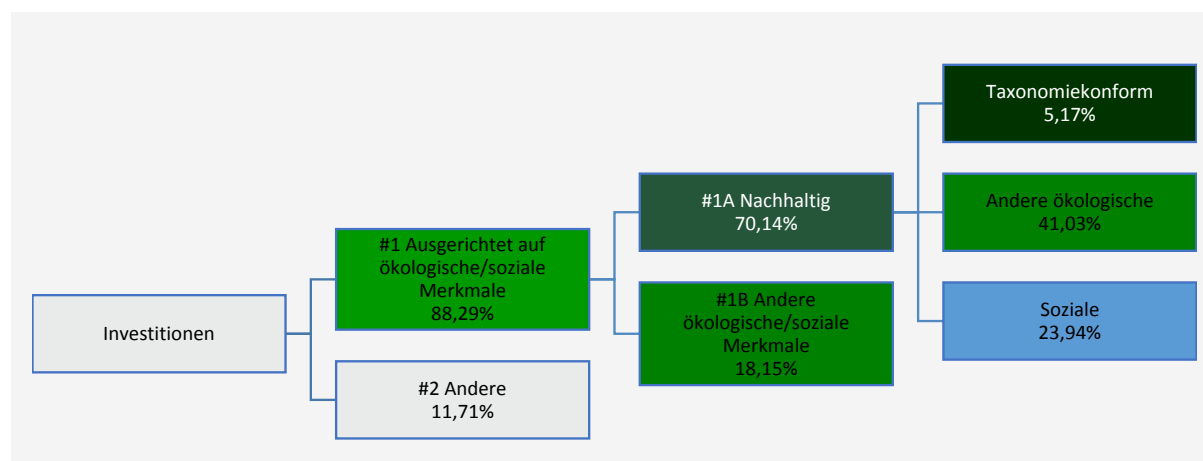 Investitionen
#1 Ausgerichtet auf
ökologische/soziale
Merkmale
88,29%
#2 Andere
11,71%
#1A Nachhaltig
70,14%
#1B Andere
ökologische/soziale
Merkmale
18,15%
Taxonomiekonform
5,17%
Andere ökologische
41,03%
Soziale
23,94%